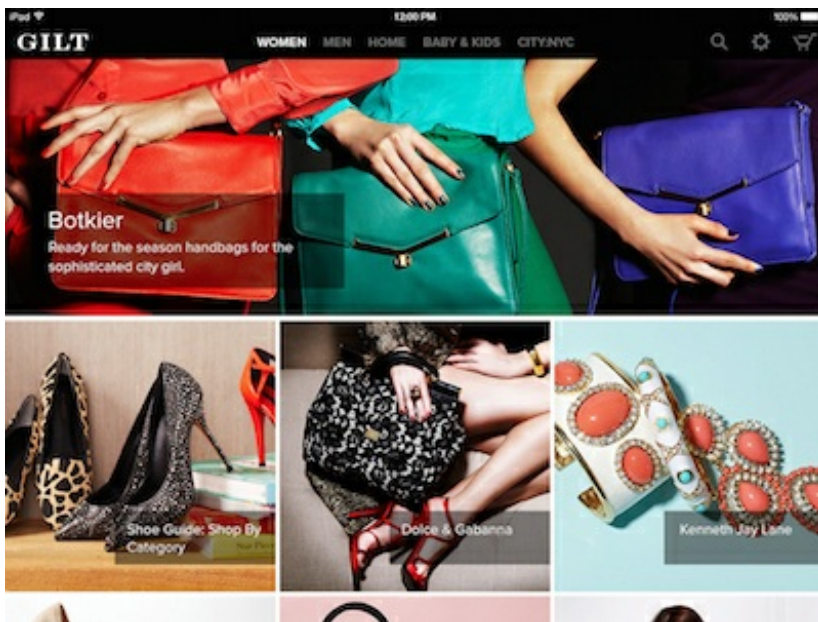 iPad 12:00 PM 100%
GILT WOMEN MEN HOME BABY & KIDS CITY:NYC
Botkier
Ready for the season handbags for the
sophisticated city girl.
Shoe Guide: Shop By
Category
Dolce & Gabanna
Kenneth Jay Lane